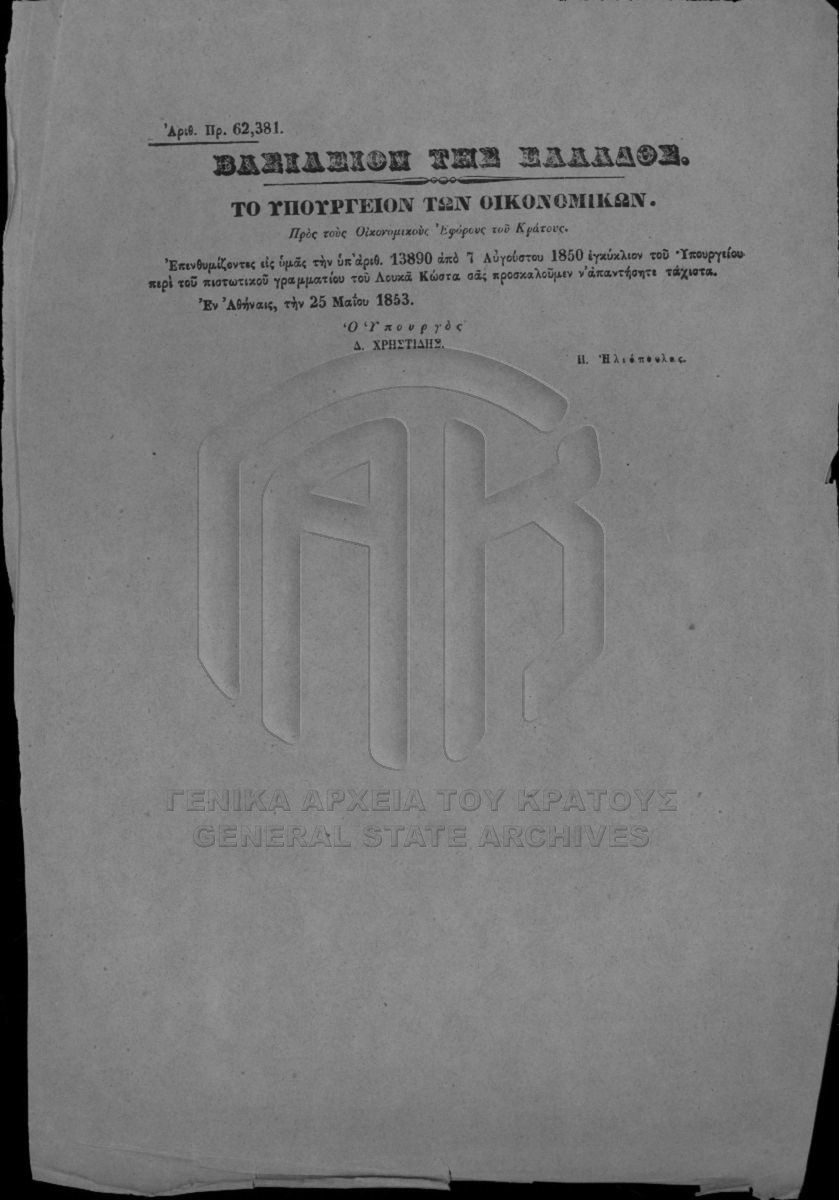 Ἀριθ. Πρ. 62,381.
ΒΑΣΙΛΕΙΟΝ ΤΗΣ ΕΛΛΑΔΟΣ.
ΤΟ ΥΠΟΥΡΓΕΙΟΝ ΤΩΝ ΟΙΚΟΝΟΜΙΚΩΝ.
Πρὸς τοὺς Οἰκονομικοὺς Ἐφόρους τοῦ Κράτους.
Ἐπενθυμίζοντες εἰς ὑμᾶς τὴν ὑπ᾿ἀριθ. 13890 ἀπὸ 7 Αὐγούστου 1850 ἐγκύκλιον τοῦ Ὑπουργείου
περὶ τοῦ πιστωτικοῦ γραμματίου τοῦ Λουκᾶ Κώστα σᾶς προσκαλοῦμεν ν᾿ἀπαντήσητε τάχιστα.
Ἐν Ἀθήναις, τὴν 25 Μαΐου 1853.
Ὁ Ὑπουργὸς
Δ. ΧΡΗΣΤΙΔΗΣ.
Π. Ἡλιόπουλος.
ΓΑΚ
ΓΕΝΙΚΑ ΑΡΧΕΙΑ ΤΟΥ ΚΡΑΤΟΥΣ
GENERAL STATE ARCHIVES